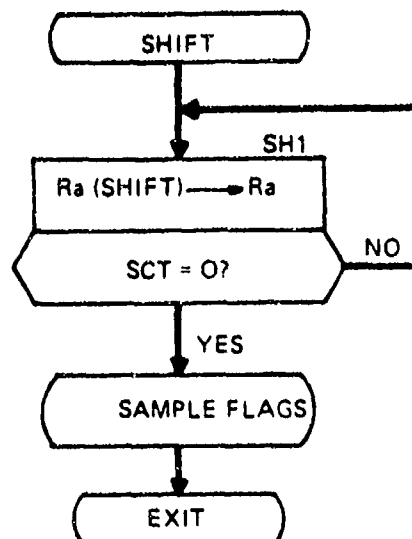 SHIFT
SH1
Ra (SHIFT) → Ra
SCT = O?
NO
YES
SAMPLE FLAGS
EXIT